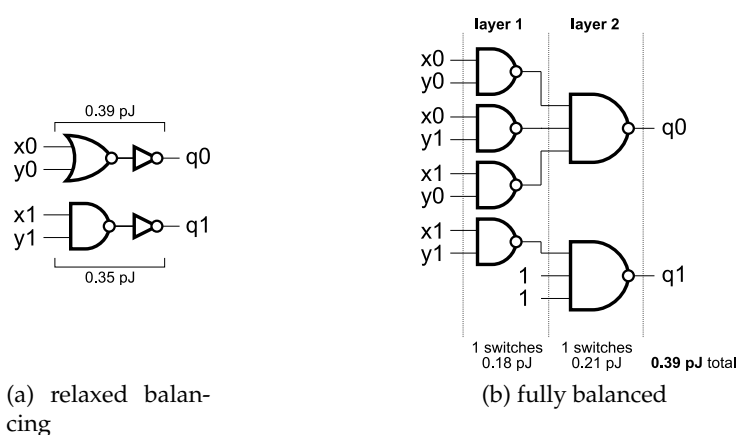 0.39 pJ
x0
y0
q0
x1
y1
q1
0.35 pJ
(a) relaxed balan-
cing
layer 1
layer 2
x0
y0
x0
y1
q0
x1
y0
x1
y1
1
1
q1
1 switches
0.18 pJ
1 switches
0.21 pJ
0.39 pJ total
(b) fully balanced